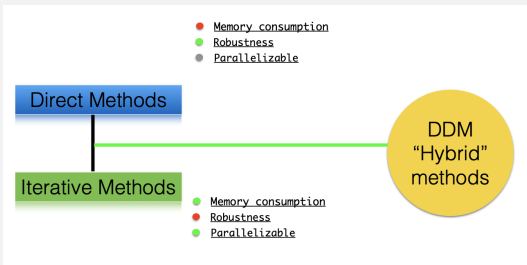 Memory consumption
Robustness
Parallelizable
Direct Methods
DDM
"Hybrid"
methods
Iterative Methods
Memory consumption
Robustness
Parallelizable